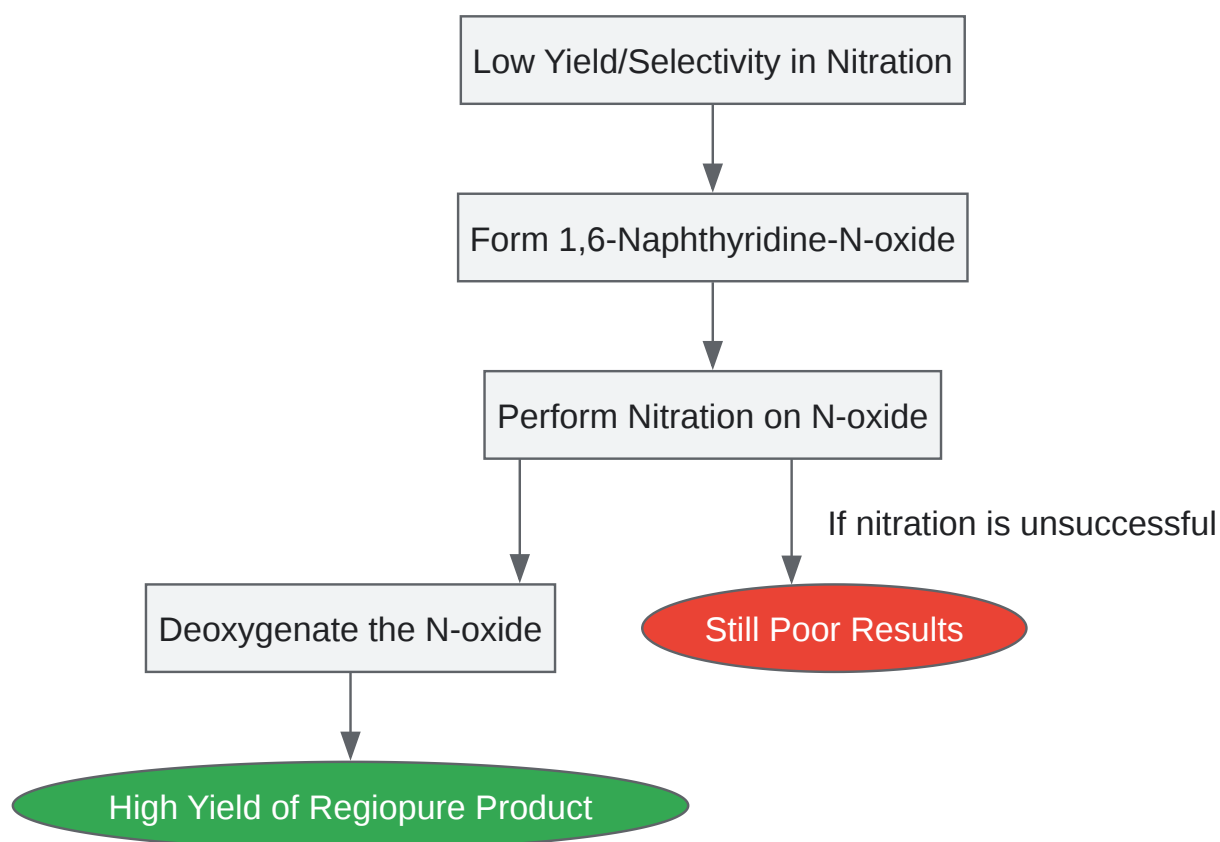 Low Yield/Selectivity in Nitration
Form 1,6-Naphthyridine-N-oxide
Perform Nitration on N-oxide
If nitration is unsuccessful
Deoxygenate the N-oxide
Still Poor Results
High Yield of Regiopure Product